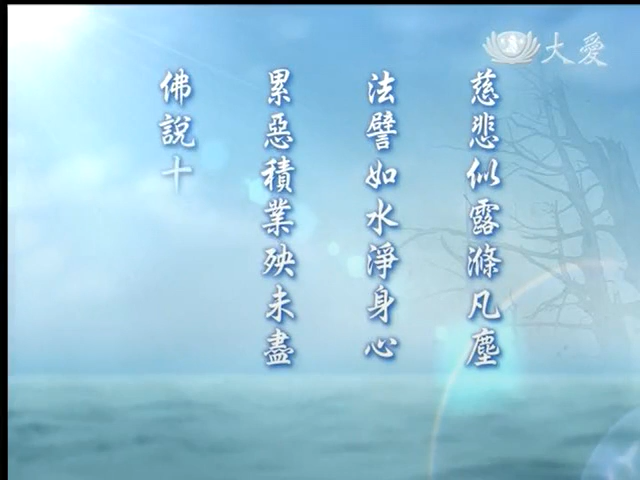 大愛
慈悲似露滌凡塵
法譬如水淨身心
累惡積業殃未盡
佛說十